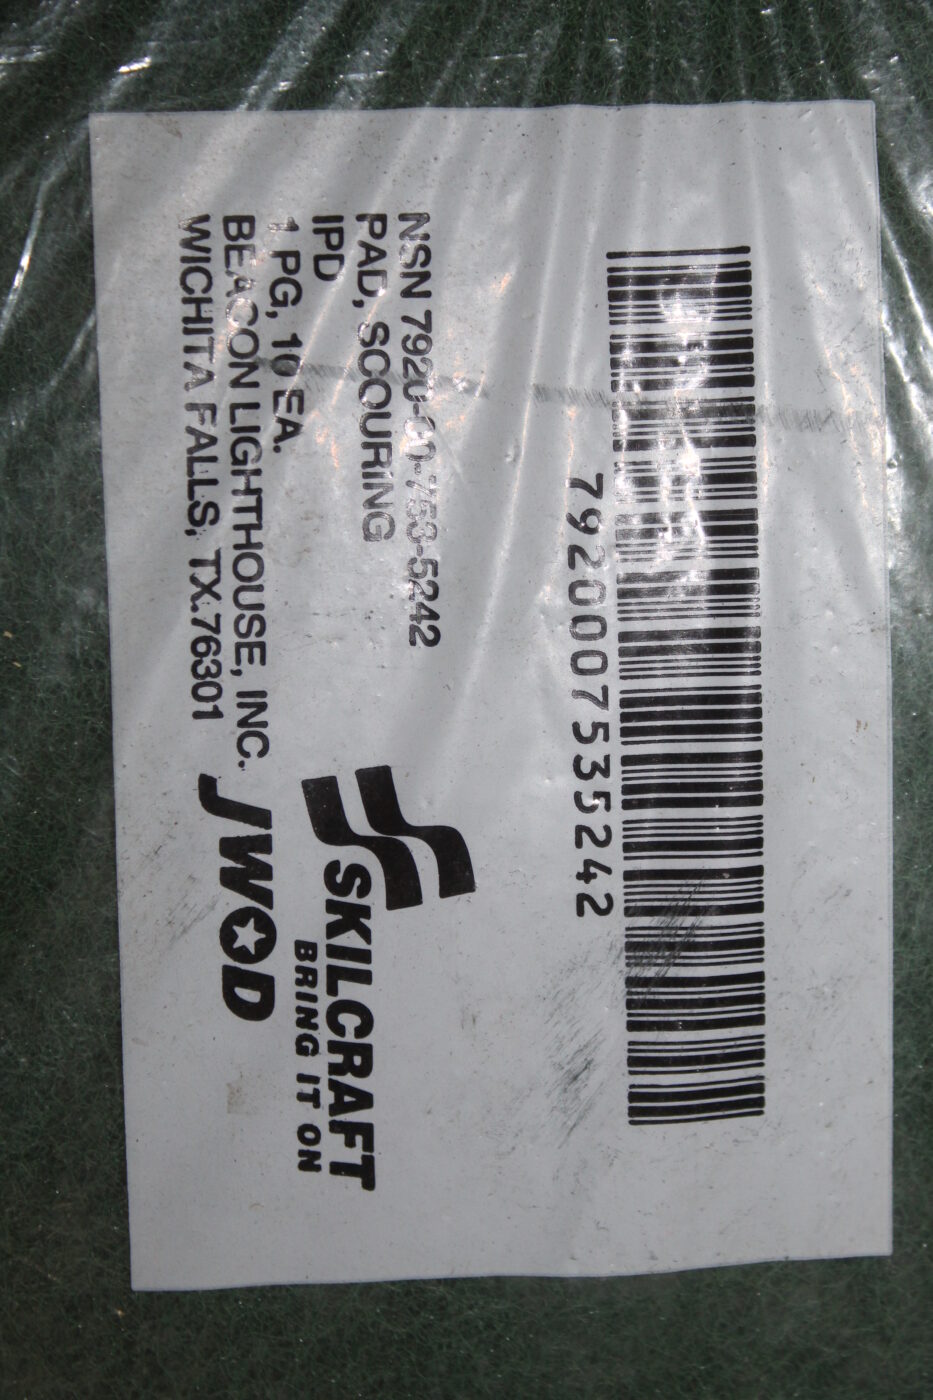 7920007535242
NSN 7920-00-753-5242
PAD, SCOURING
IPD
1 PG, 10 EA.
BEACON LIGHTHOUSE, INC.
WICHITA FALLS, TX.76301
SKILCRAFT
BRING IT ON
JWOD